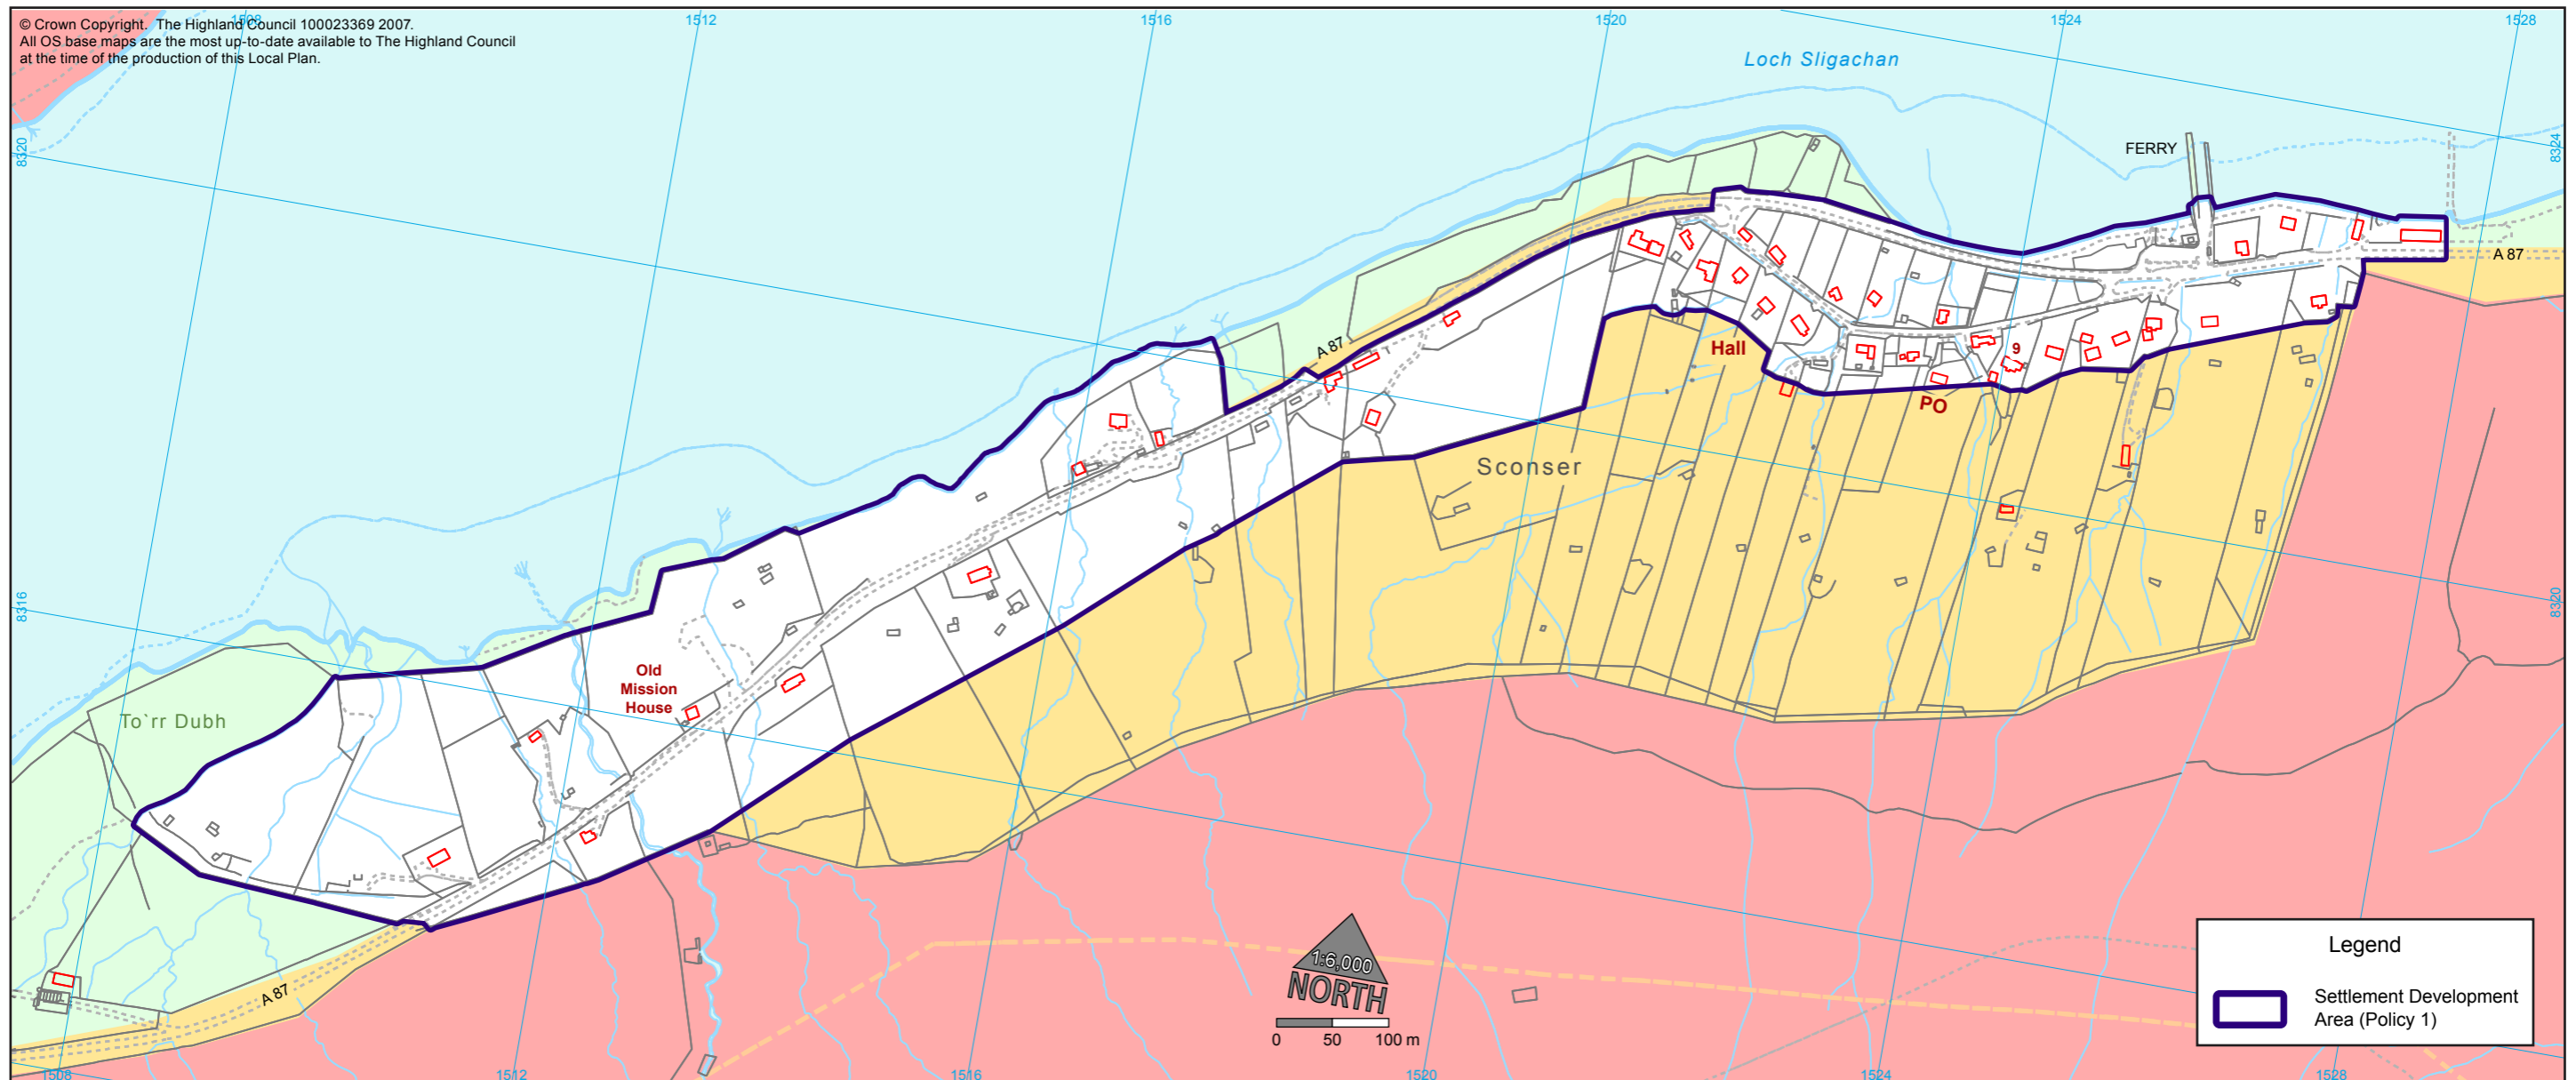 © Crown Copyright. The Highland Council 100023369 2007.
All OS base maps are the most up-to-date available to The Highland Council
at the time of the production of this Local Plan.
1508
1512
1516
1520
1524
1528
Loch Sligachan
8320
8324
FERRY
A 87
A 87
Hall
9
PO
Sconser
8316
8320
Old
Mission
House
To`rr Dubh
A 87
1:6,000
NORTH
0 50 100 m
Legend
Settlement Development
Area (Policy 1)
1508
1512
1516
1520
1524
1528